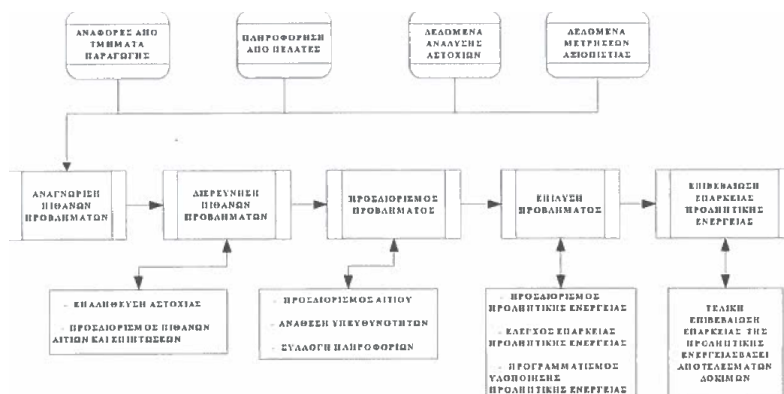 ΑΝΑΦΟΡΕΣ ΑΠΟ
ΤΜΗΜΑΤΑ
ΠΑΡΑΓΩΓΗΣ
ΠΛΗΡΟΦΟΡΗΣΗ
ΑΠΟ ΠΕΛΑΤΕΣ
ΔΕΔΟΜΕΝΑ
ΑΝΑΛΥΣΗΣ
ΑΣΤΟΧΙΩΝ
ΔΕΔΟΜΕΝΑ
ΜΕΤΡΗΣΕΩΝ
ΑΞΙΟΠΙΣΤΙΑΣ
ΑΝΑΓΝΩΡΙΣΗ
ΠΙΘΑΝΩΝ
ΠΡΟΒΛΗΜΑΤΩΝ
ΔΙΕΡΕΥΝΗΣΗ
ΠΙΘΑΝΩΝ
ΠΡΟΒΛΗΜΑΤΩΝ
ΠΡΟΣΔΙΟΡΙΣΜΟΣ
ΠΡΟΒΛΗΜΑΤΟΣ
ΕΠΙΛΥΣΗ
ΠΡΟΒΛΗΜΑΤΟΣ
ΕΠΙΒΕΒΑΙΩΣΗ
ΕΠΑΡΚΕΙΑΣ
ΠΡΟΛΗΠΤΙΚΗΣ
ΕΝΕΡΓΕΙΑΣ
- ΕΠΑΛΗΘΕΥΣΗ ΑΣΤΟΧΙΑΣ
- ΠΡΟΣΔΙΟΡΙΣΜΟΣ ΠΙΘΑΝΩΝ
ΑΙΤΙΩΝ ΚΑΙ ΕΠΙΠΤΩΣΕΩΝ
- ΠΡΟΣΔΙΟΡΙΣΜΟΣ ΑΙΤΙΟΥ
- ΑΝΑΘΕΣΗ ΥΠΕΥΘΥΝΟΤΗΤΩΝ
- ΣΥΛΛΟΓΗ ΠΛΗΡΟΦΟΡΙΩΝ
- ΠΡΟΣΔΙΟΡΙΣΜΟΣ
ΠΡΟΛΗΠΤΙΚΗΣ ΕΝΕΡΓΕΙΑΣ
- ΕΛΕΓΧΟΣ ΕΠΑΡΚΕΙΑΣ
ΠΡΟΛΗΠΤΙΚΗΣ ΕΝΕΡΓΕΙΑΣ
- ΠΡΟΓΡΑΜΜΑΤΙΣΜΟΣ
ΥΛΟΠΟΙΗΣΗΣ
ΠΡΟΛΗΠΤΙΚΗΣ ΕΝΕΡΓΕΙΑΣ
ΤΕΛΙΚΗ
ΕΠΙΒΕΒΑΙΩΣΗ
ΕΠΑΡΚΕΙΑΣ ΤΗΣ
ΠΡΟΛΗΠΤΙΚΗΣ
ΕΝΕΡΓΕΙΑΣΒΑΣΕΙ
ΑΠΟΤΕΛΕΣΜΑΤΩΝ
ΔΟΚΙΜΩΝ